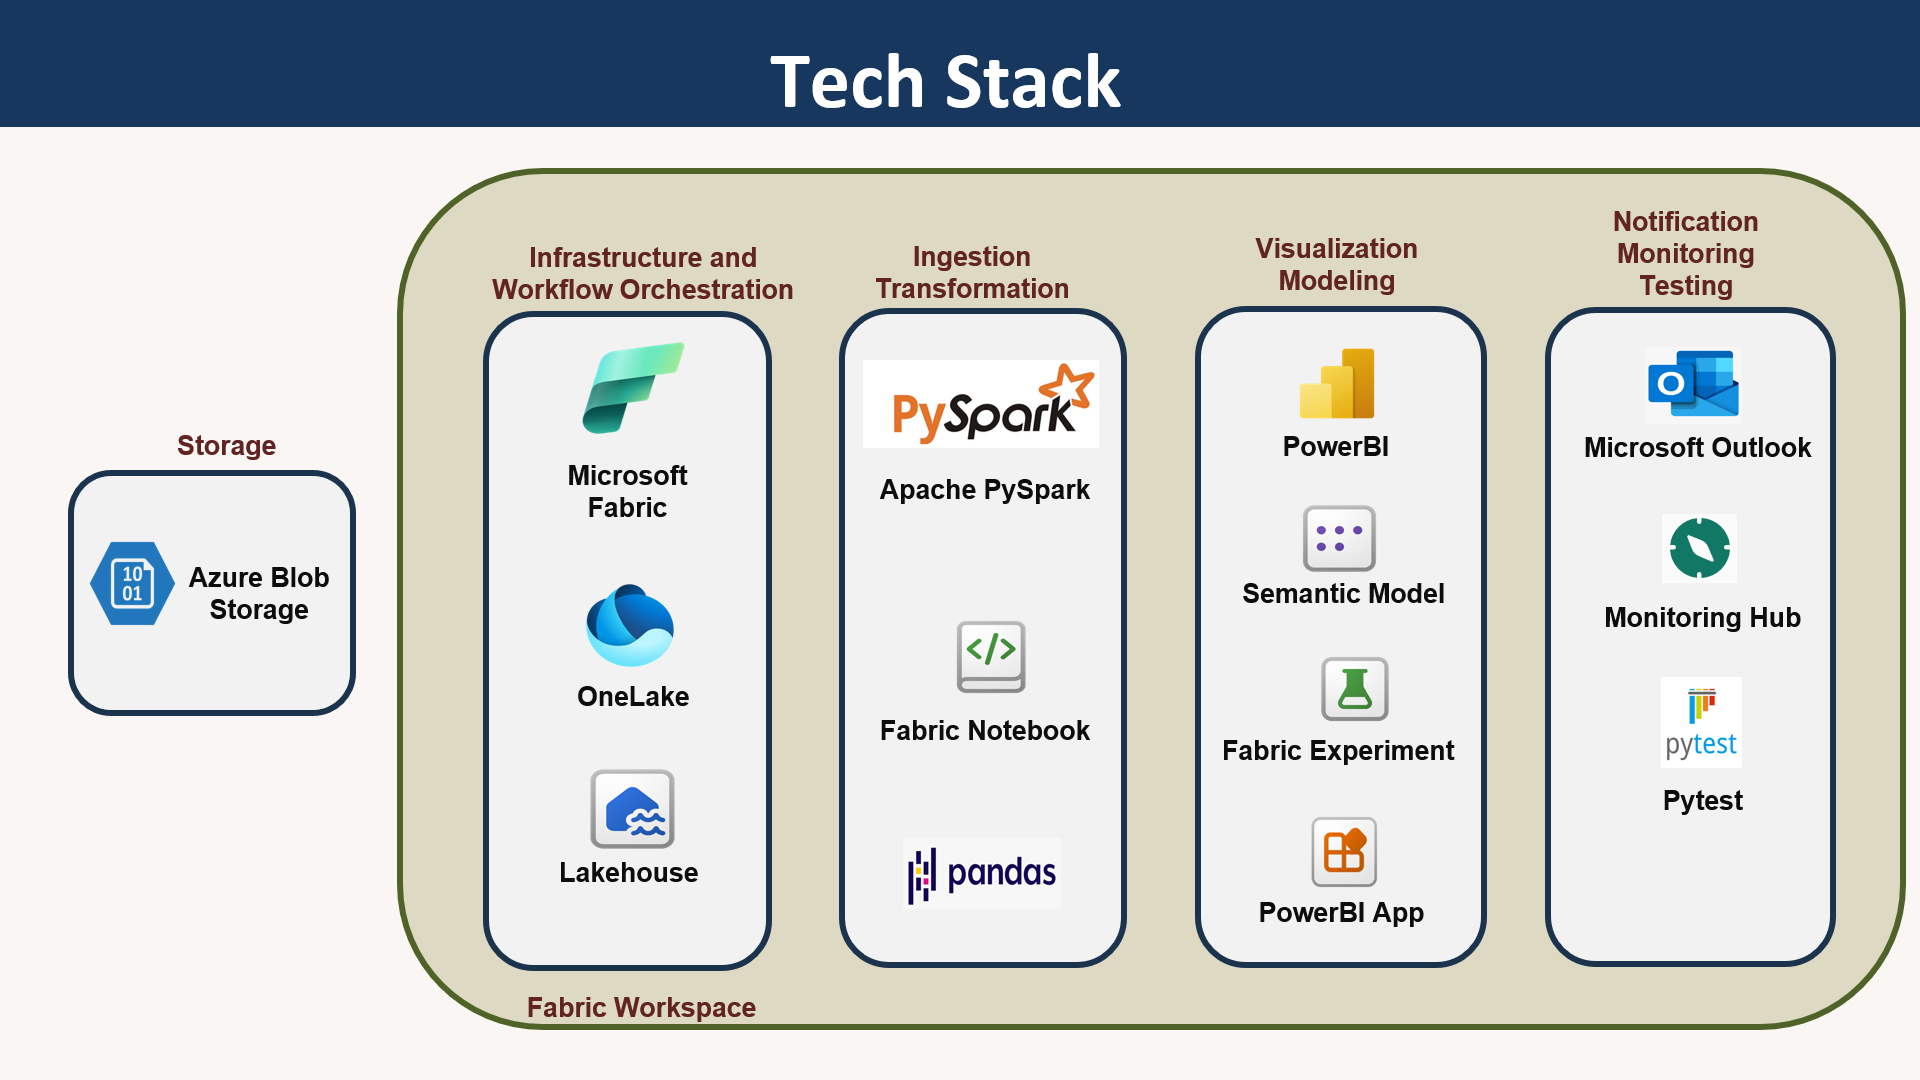 Tech Stack
Storage
10
01
Azure Blob
Storage
Infrastructure and
Workflow Orchestration
Microsoft
Fabric
OneLake
Lakehouse
Ingestion
Transformation
PySpark
Apache PySpark
</>
Fabric Notebook
pandas
Visualization
Modeling
PowerBI
Semantic Model
Fabric Experiment
PowerBI App
Notification
Monitoring
Testing
O
Microsoft Outlook
Monitoring Hub
pytest
Pytest
Fabric Workspace